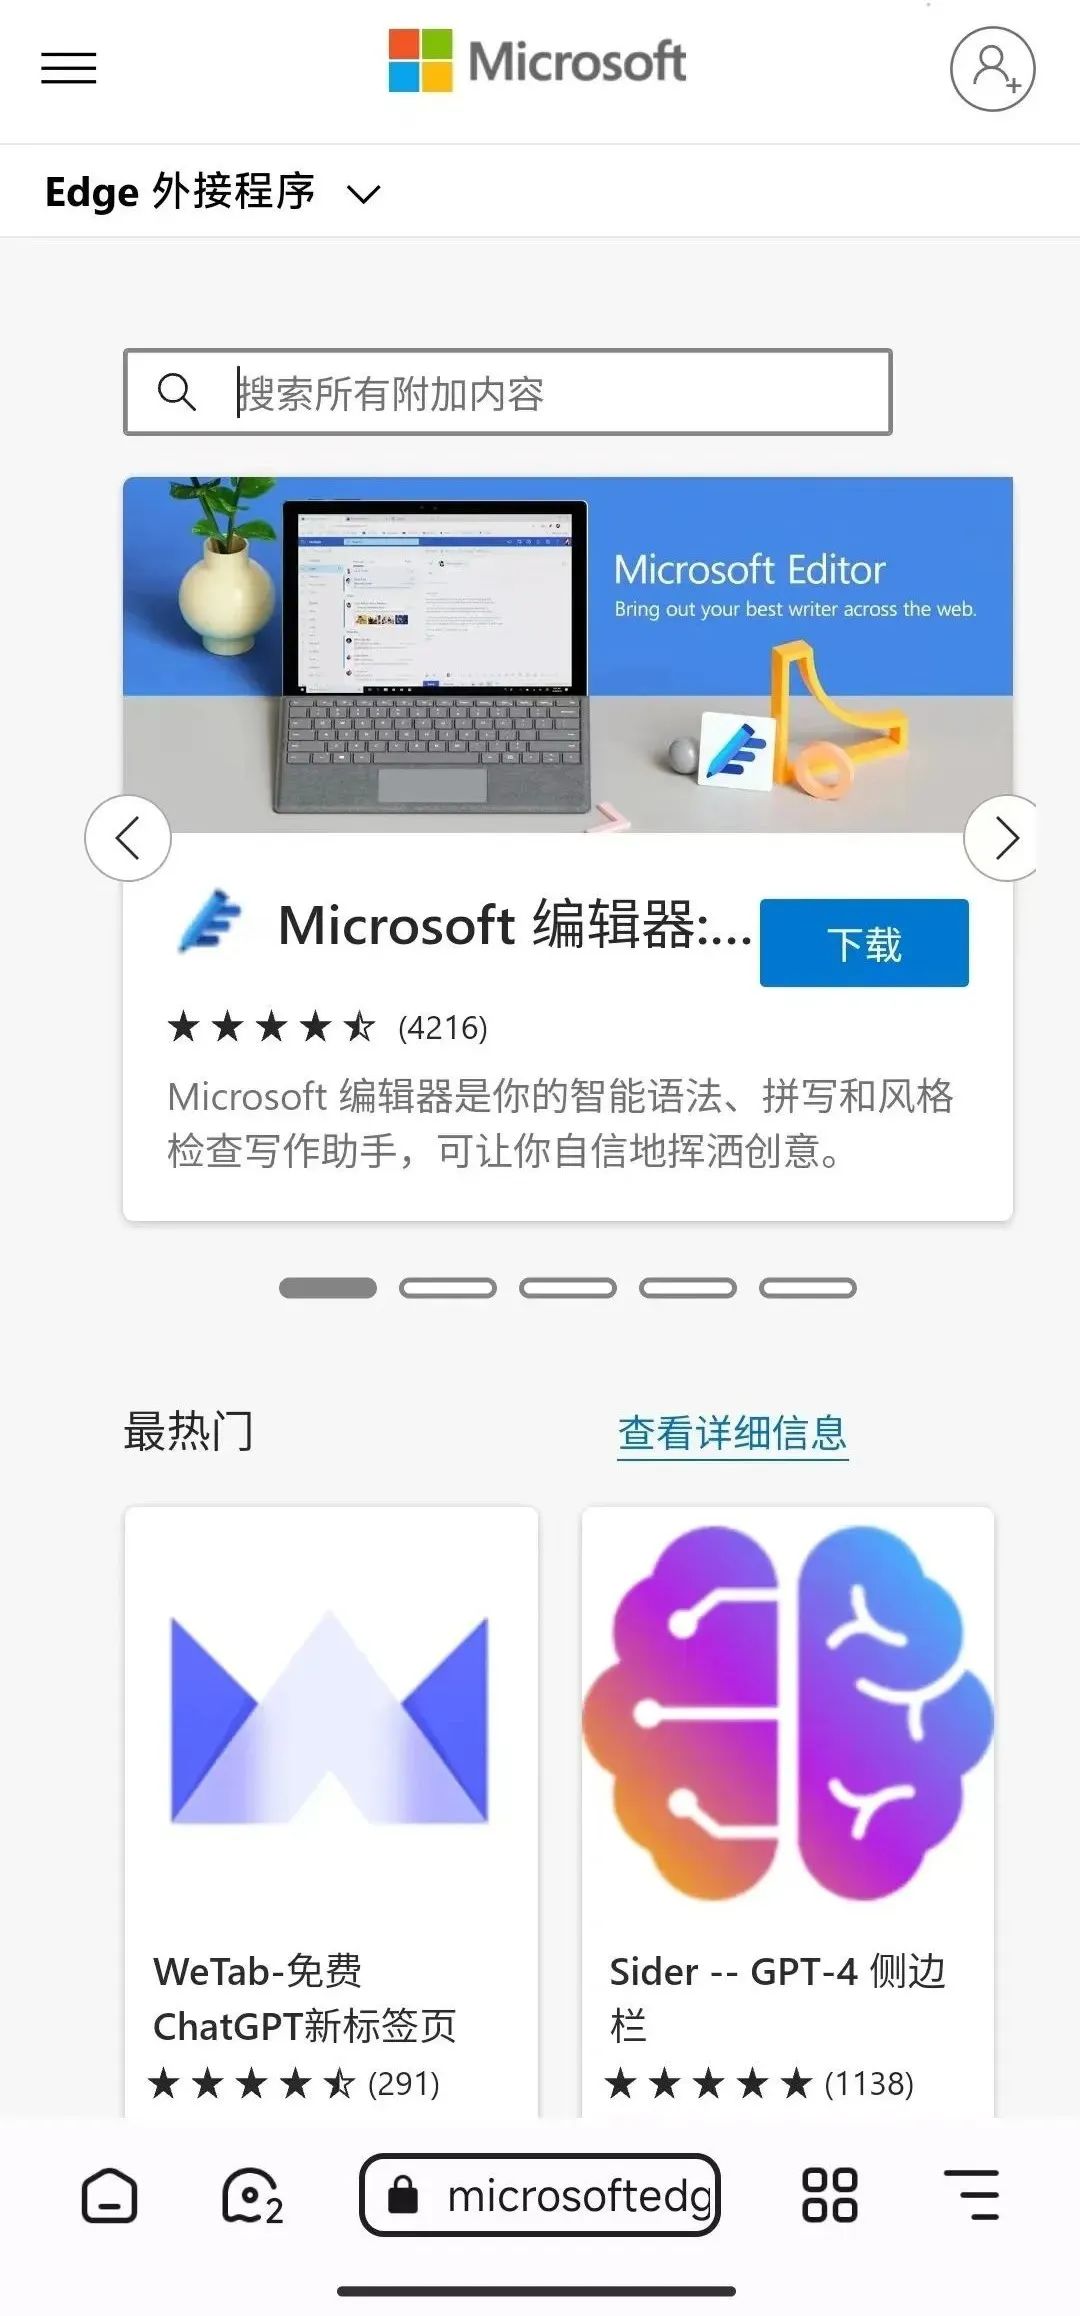 Microsoft
Edge 外接程序
搜索所有附加内容
Microsoft Editor
Bring out your best writer across the web.
Microsoft 编辑器:...
下载
(4216)
Microsoft 编辑器是你的智能语法、拼写和风格
检查写作助手，可让你自信地挥洒创意。
最热门
查看详细信息
WeTab-免费
ChatGPT新标签页
(291)
Sider -- GPT-4 侧边
栏
(1138)
2
microsoftedg